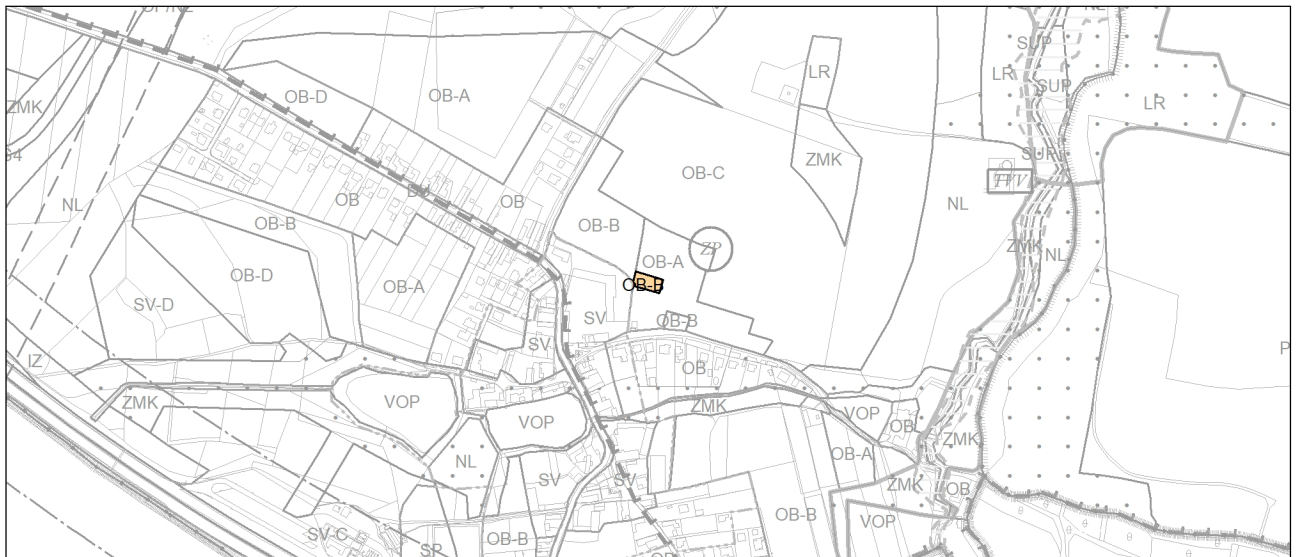 SUP
LR
LR
SUP
OB-D
OB-A
LR
ZMK
SUP
ZMK
OB-C
NL
OB
OB
NL
OB-B
OB-B
ZP
ZMK
NL
OB-A
OB-D
OB-B
OB-A
SV-D
SV
OB-B
SV
IZ
OB
ZMK
VOP
ZMK
VOP
VOP
OB
ZMK
NL
OB-A
SV
SV
ZMK
OB
OB-B
VOP
SV-C
OB-B